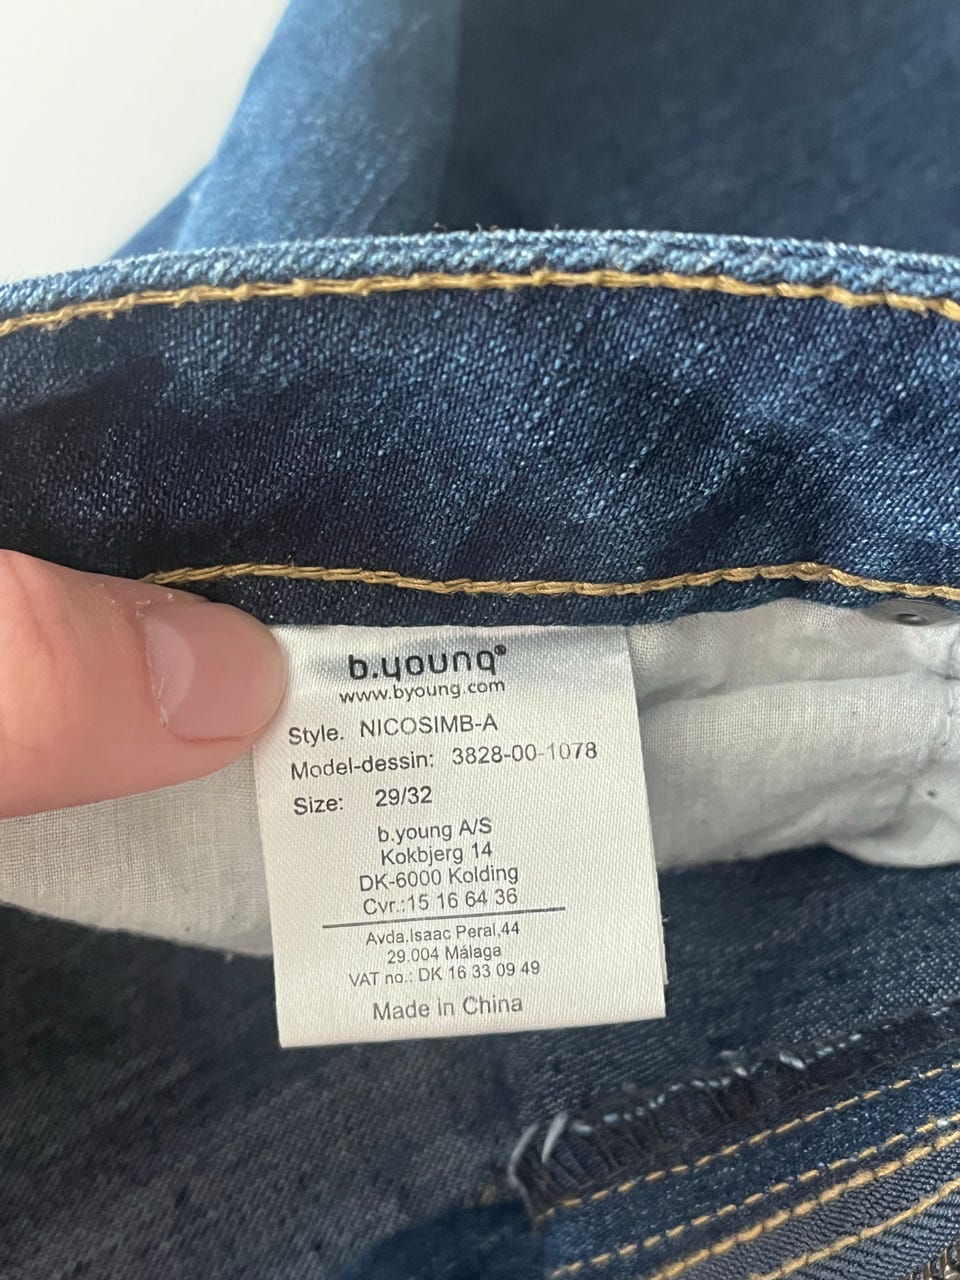 b.young®
www.byoung.com
Style. NICOSIMB-A
Model-dessin: 3828-00-1078
Size: 29/32
b.young A/S
Kokbjerg 14
DK-6000 Kolding
Cvr.:15 16 64 36
Avda.Isaac Peral,44
29.004 Málaga
VAT no.: DK 16 33 09 49
Made in China